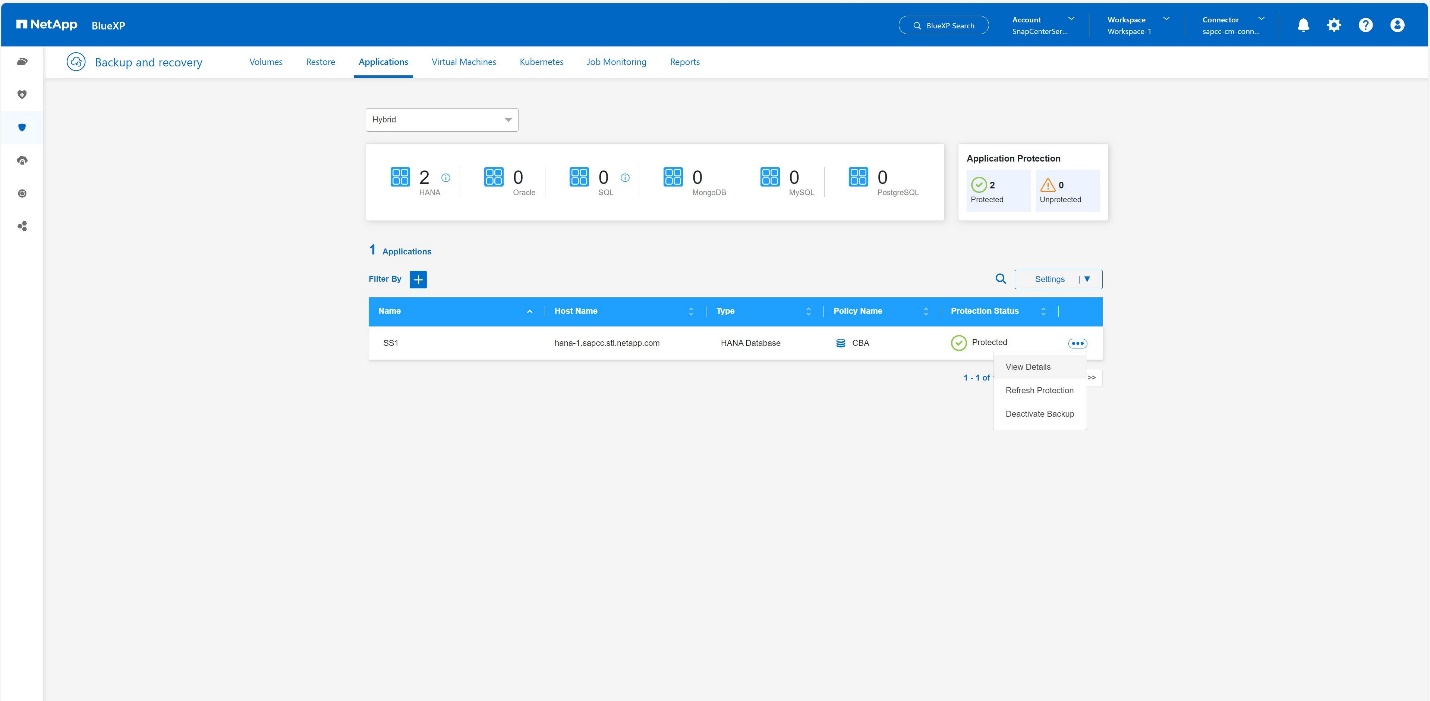 NetApp BlueXP
BlueXP Search
Account
SnapCenterSer...
Workspace
Workspace-1
Connector
sapcc-cm-conn...
Backup and recovery
Volumes
Restore
Applications
Virtual Machines
Kubernetes
Job Monitoring
Reports
Hybrid
2
HANA
0
Oracle
0
SQL
0
MongoDB
0
MySQL
0
PostgreSQL
Application Protection
2
Protected
0
Unprotected
1 Applications
Filter By +
Settings
Name Host Name Type Policy Name Protection Status
SS1 hana-1.sapcc.stl.netapp.com HANA Database CBA Protected
1 - 1 of >>
View Details
Refresh Protection
Deactivate Backup